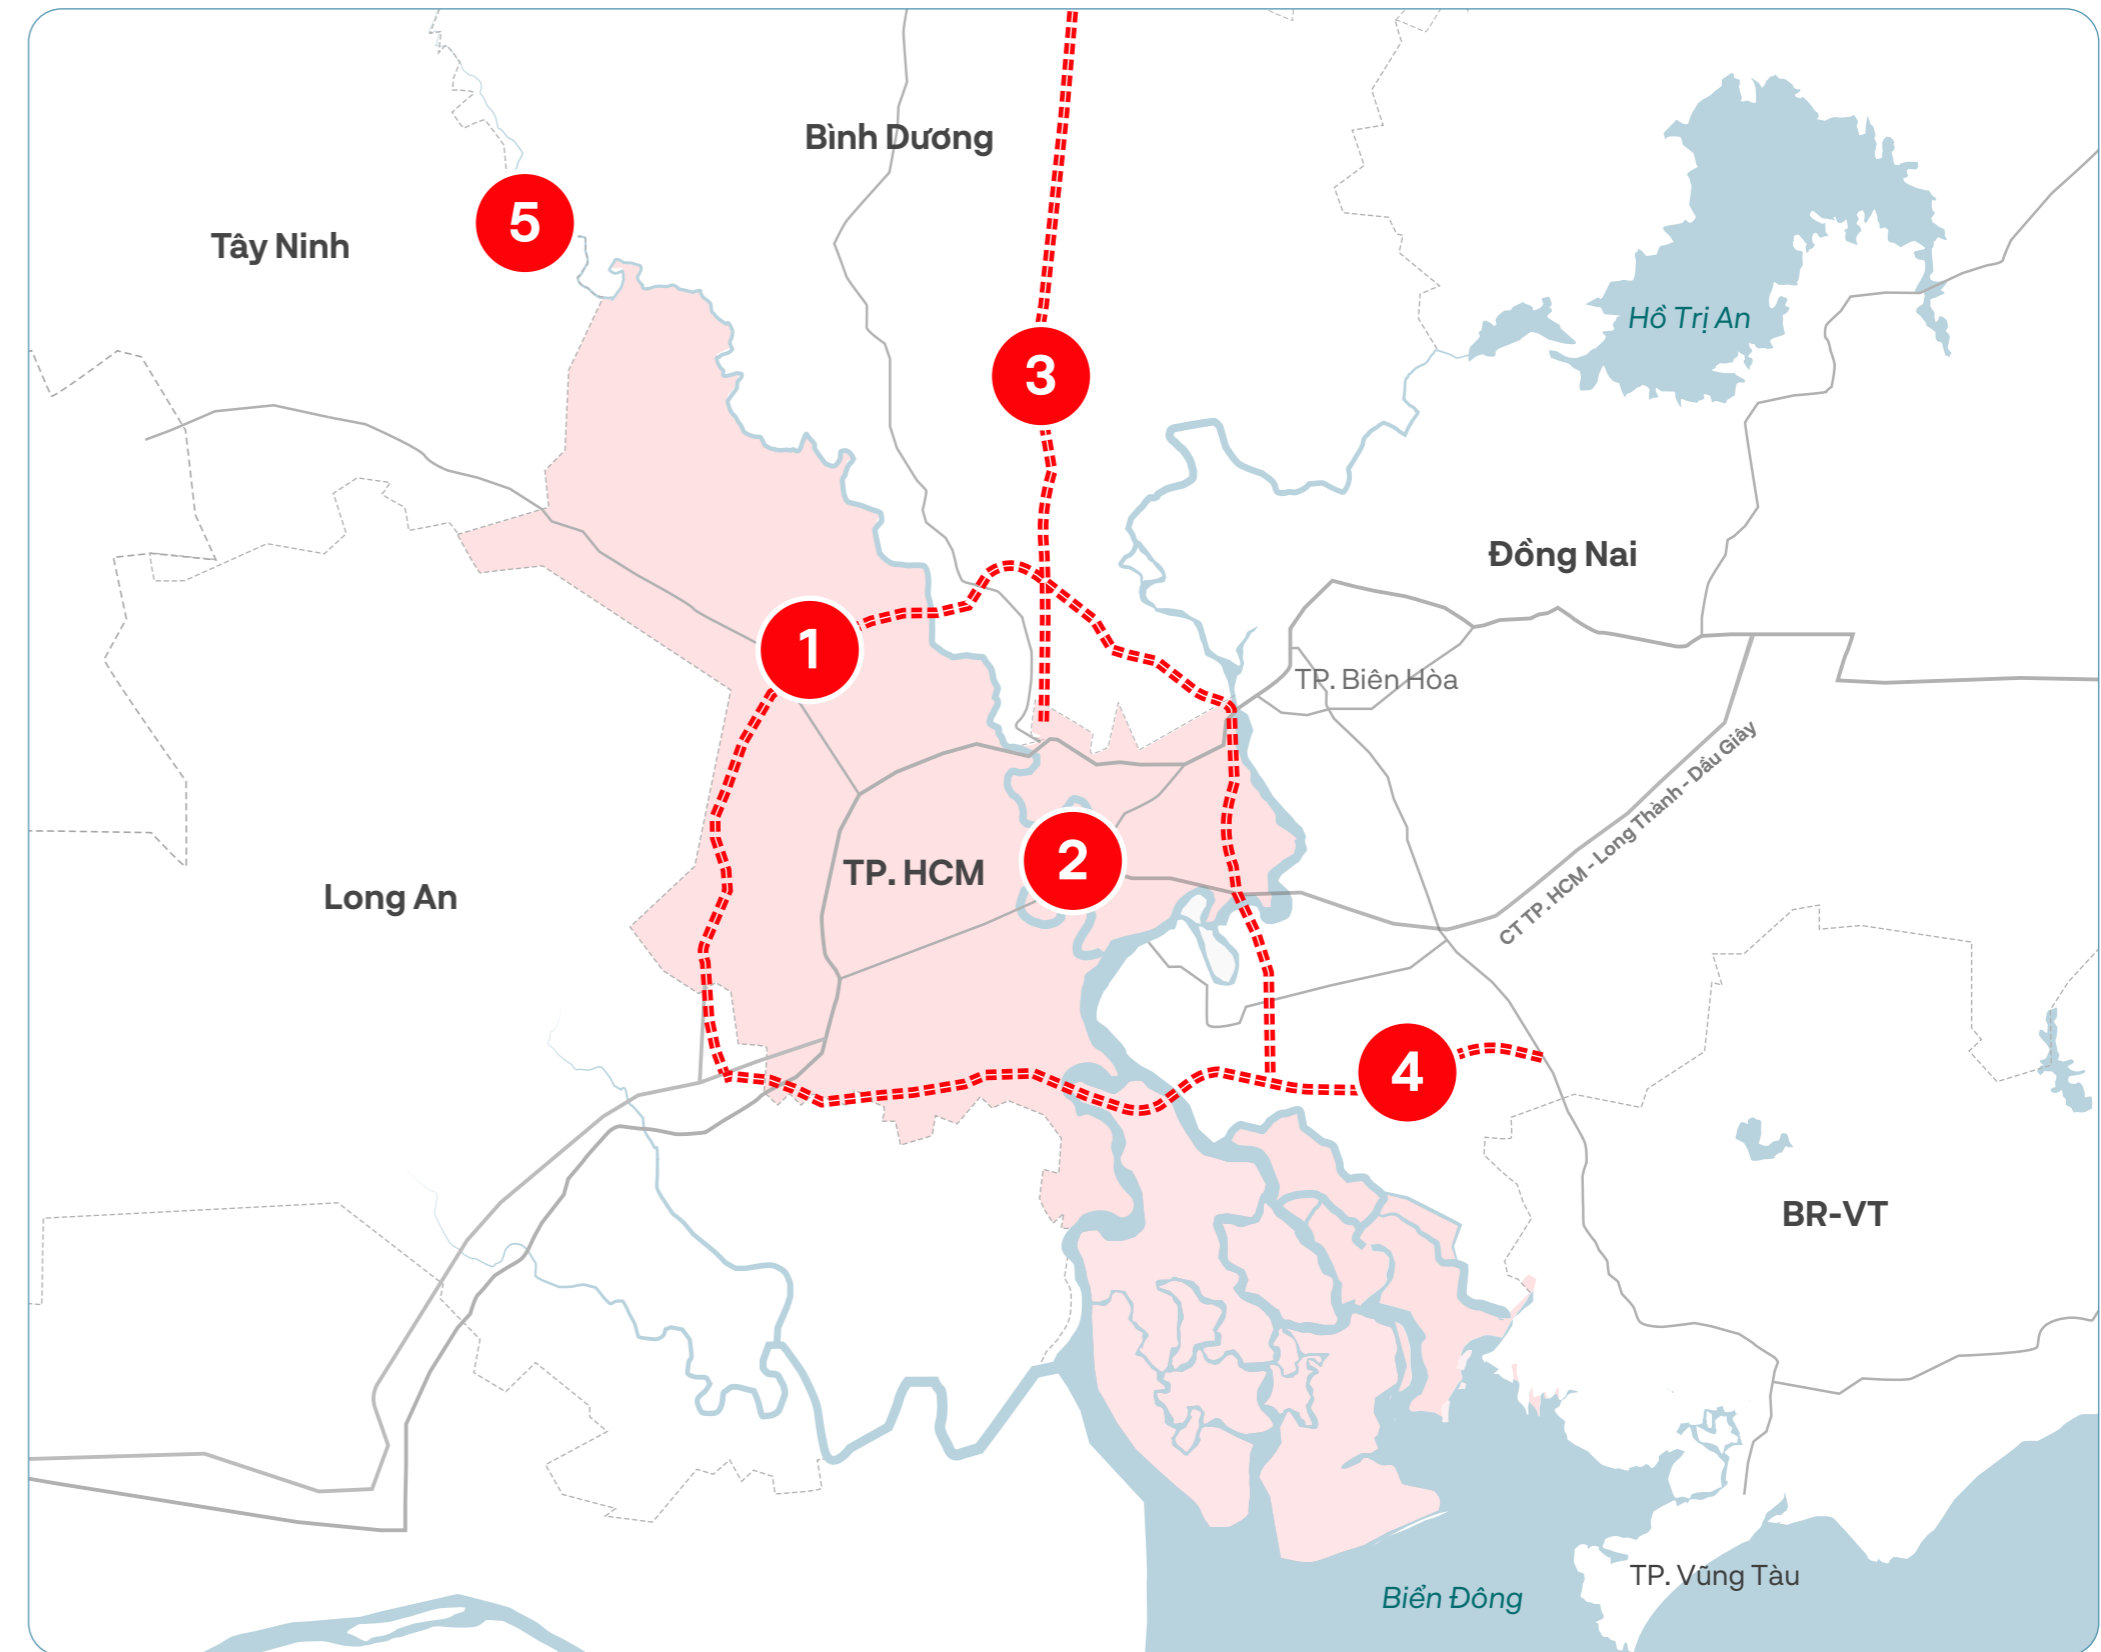 Bình Dương
5
Tây Ninh
Hồ Trị An
3
Đồng Nai
1
TP. Biên Hòa
CT TP. HCM - Long Thành - Dầu Giây
2
TP. HCM
Long An
4
BR-VT
TP. Vũng Tàu
Biển Đông